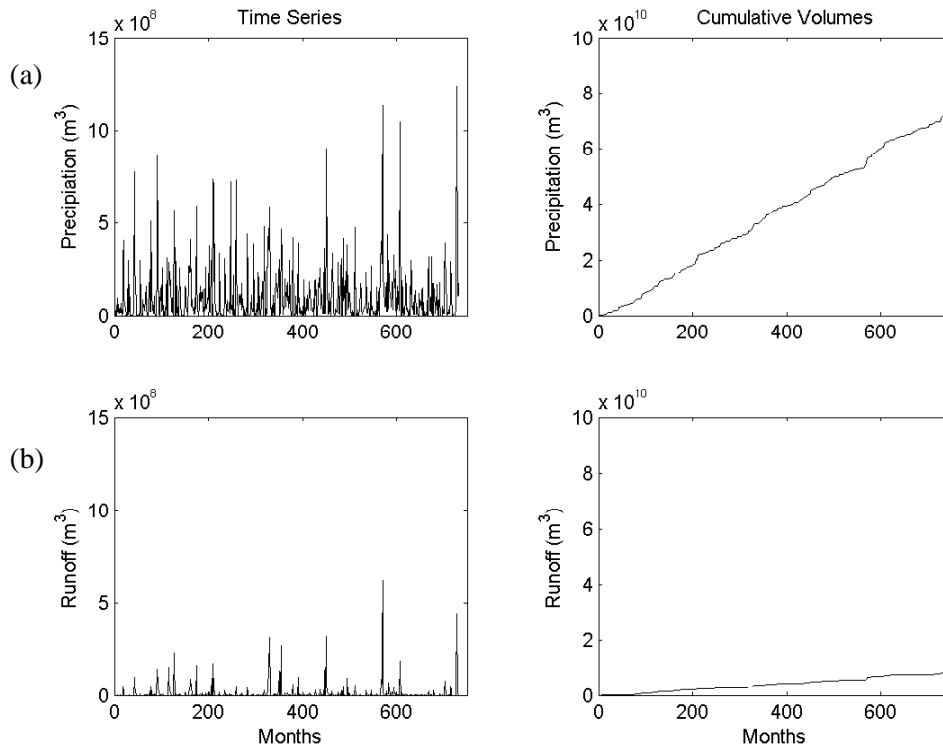 Time Series
Cumulative Volumes
(a)
x 10^8
15
10
5
0
Precipiation (m^3)
0 200 400 600
x 10^10
10
8
6
4
2
0
Precipitation (m^3)
0 200 400 600
(b)
x 10^8
15
10
5
0
Runoff (m^3)
0 200 400 600
Months
x 10^10
10
8
6
4
2
0
Runoff (m^3)
0 200 400 600
Months